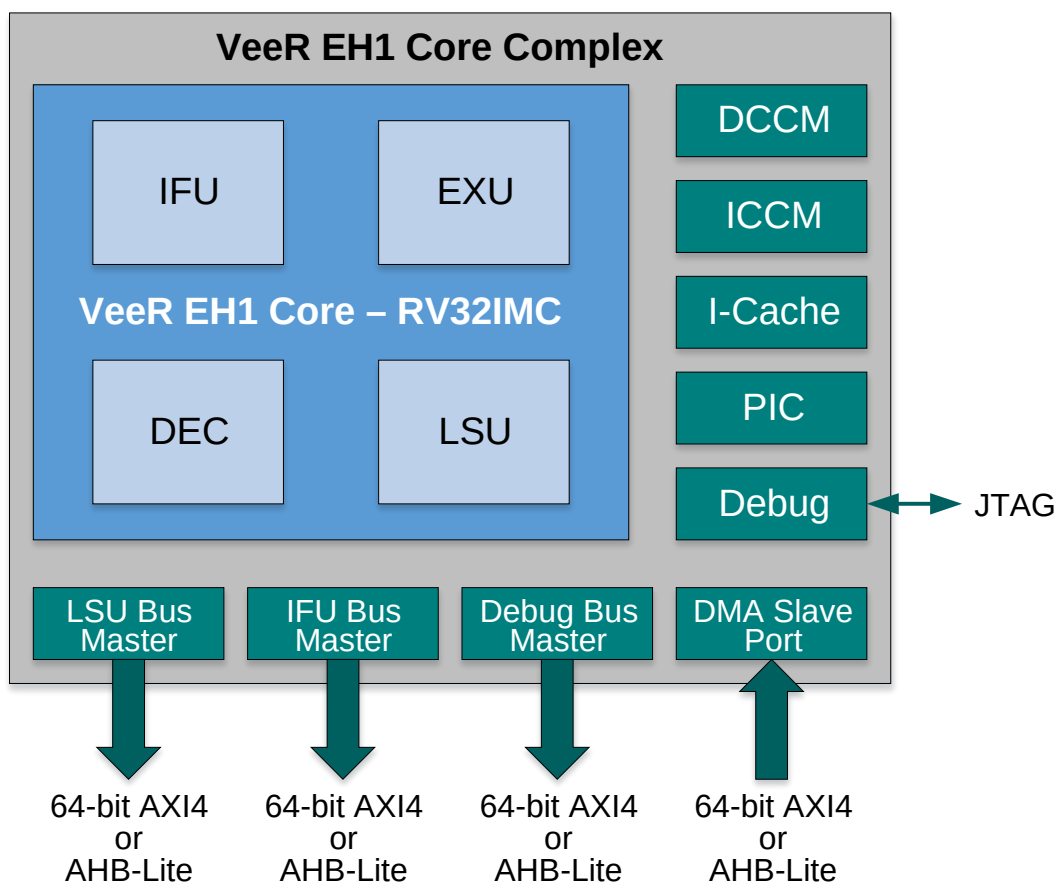 VeeR EH1 Core Complex
IFU
EXU
VeeR EH1 Core – RV32IMC
DEC
LSU
DCCM
ICCM
I-Cache
PIC
Debug
JTAG
LSU Bus
Master
IFU Bus
Master
Debug Bus
Master
DMA Slave
Port
64-bit AXI4
or
AHB-Lite
64-bit AXI4
or
AHB-Lite
64-bit AXI4
or
AHB-Lite
64-bit AXI4
or
AHB-Lite